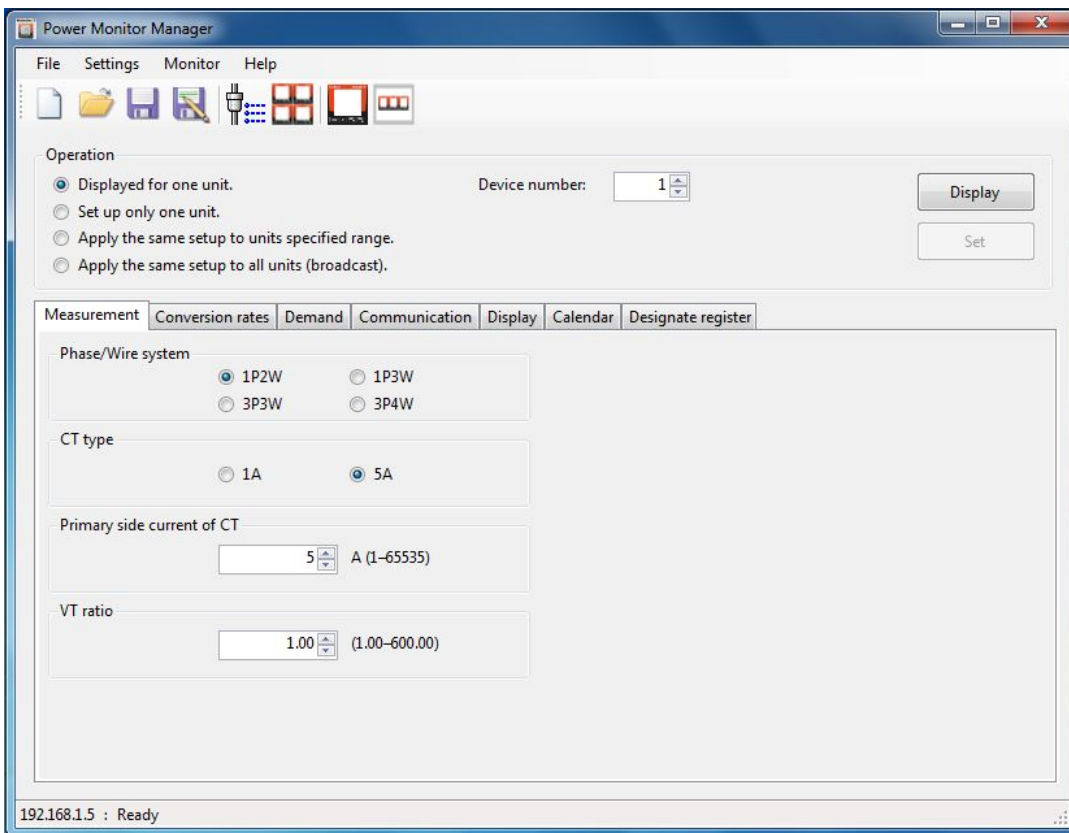 Power Monitor Manager
File Settings Monitor Help
Operation
Displayed for one unit. Device number: 1 Display
Set up only one unit.
Apply the same setup to units specified range. Set
Apply the same setup to all units (broadcast).
Measurement Conversion rates Demand Communication Display Calendar Designate register
Phase/Wire system
1P2W 1P3W
3P3W 3P4W
CT type
1A 5A
Primary side current of CT
5 A (1–65535)
VT ratio
1.00 (1.00–600.00)
192.168.1.5 : Ready